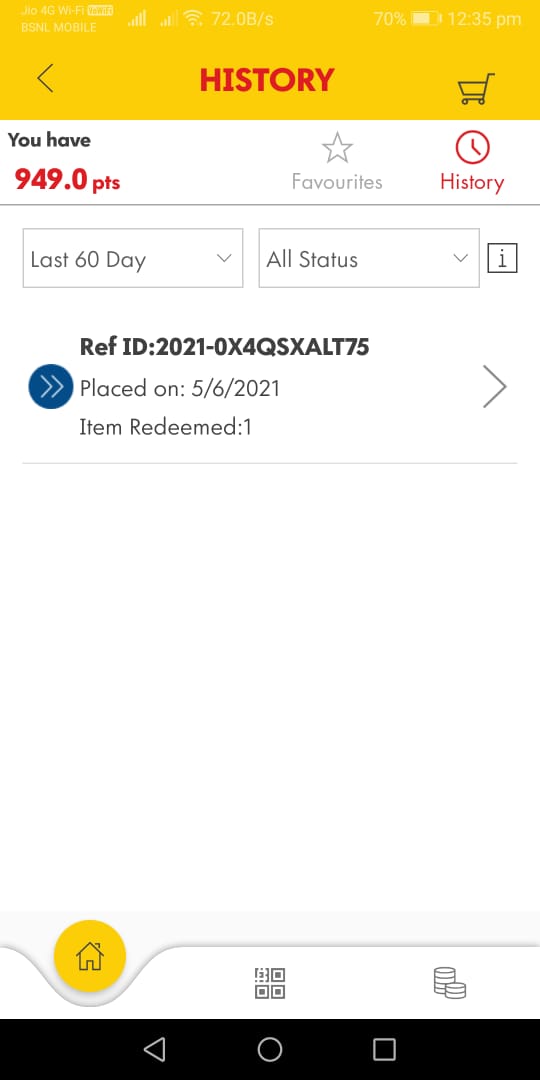 Jio 4G Wi-Fi VoWiFi
BSNL MOBILE
72.0B/s
70%
12:35 pm
HISTORY
You have
949.0 pts
Favourites
History
Last 60 Day
All Status
i
Ref ID:2021-0X4QSXALT75
Placed on: 5/6/2021
Item Redeemed:1